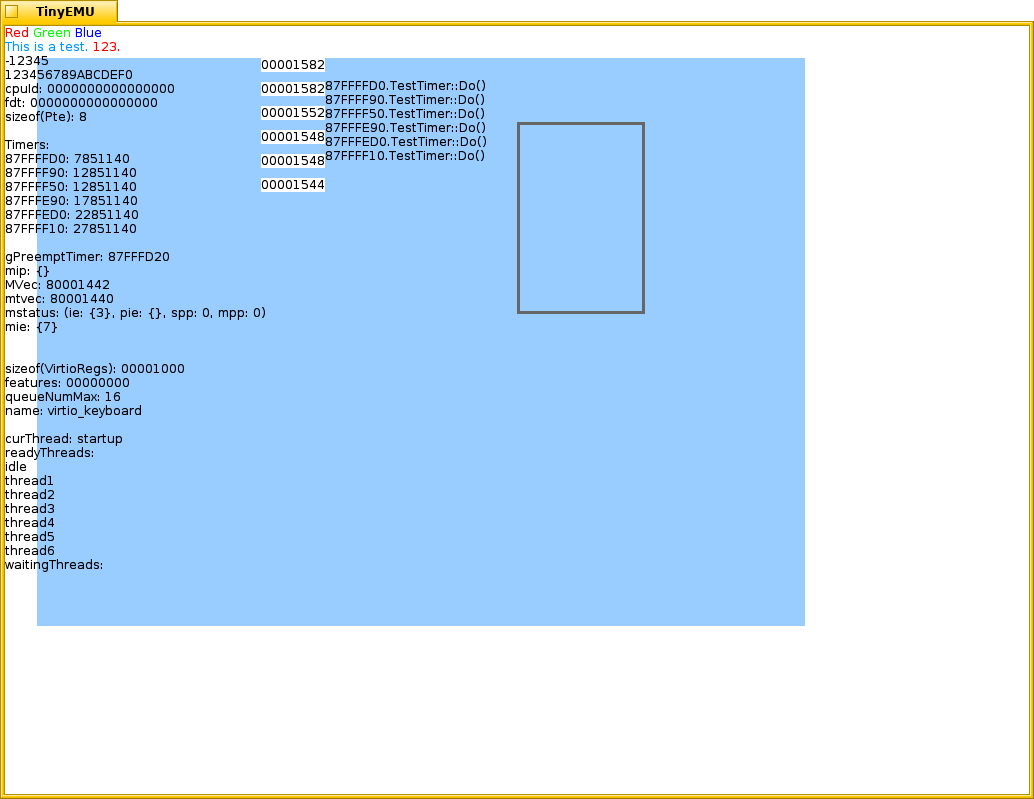 TinyEMU
Red Green Blue
This is a test. 123.
-12345
123456789ABCDEF0
cpuId: 0000000000000000
fdt: 0000000000000000
sizeof(Pte): 8
Timers:
87FFFFD0: 7851140
87FFFF90: 12851140
87FFFF50: 12851140
87FFFE90: 17851140
87FFFED0: 22851140
87FFFF10: 27851140
gPreemptTimer: 87FFFD20
mip: {}
MVec: 80001442
mtvec: 80001440
mstatus: (ie: {3}, pie: {}, spp: 0, mpp: 0)
mie: {7}
sizeof(VirtioRegs): 00001000
features: 00000000
queueNumMax: 16
name: virtio_keyboard
curThread: startup
readyThreads:
idle
thread1
thread2
thread3
thread4
thread5
thread6
waitingThreads:
00001582
00001582
00001552
00001548
00001548
00001544
87FFFFD0.TestTimer::Do()
87FFFF90.TestTimer::Do()
87FFFF50.TestTimer::Do()
87FFFE90.TestTimer::Do()
87FFFED0.TestTimer::Do()
87FFFF10.TestTimer::Do()